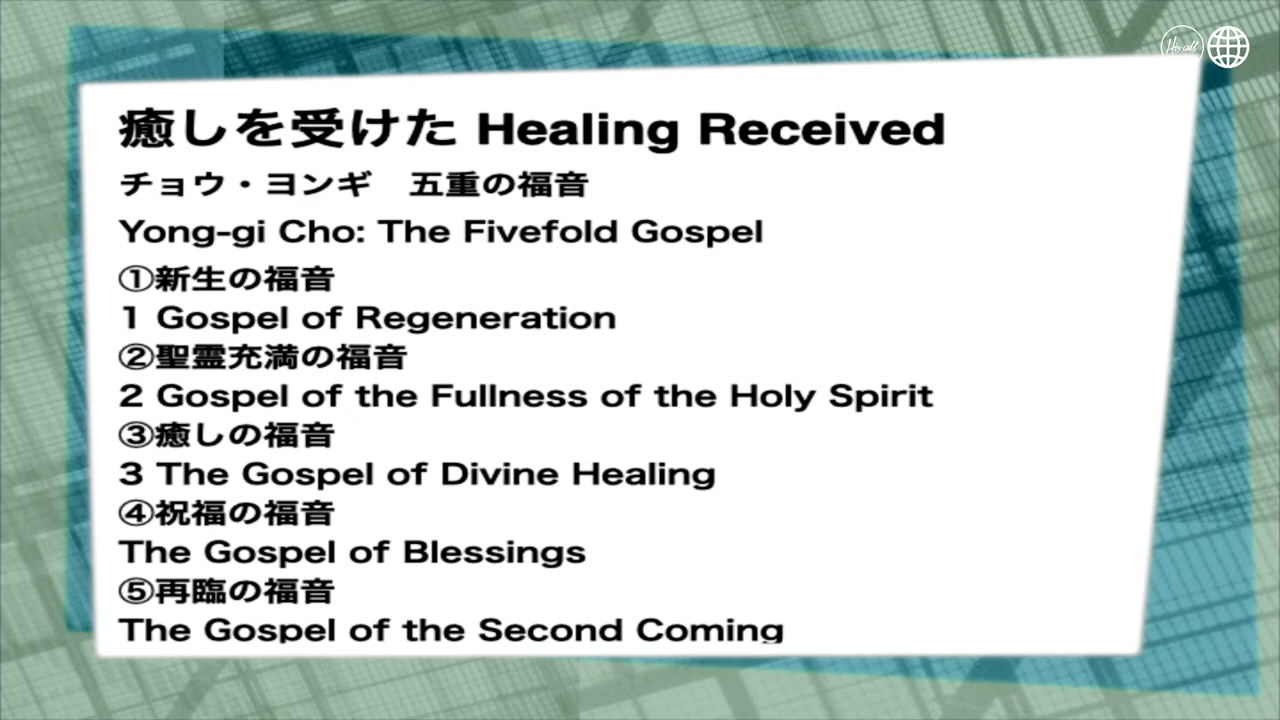 His call
癒しを受けた Healing Received
チョウ・ヨンギ　五重の福音
Yong-gi Cho: The Fivefold Gospel
①新生の福音
1 Gospel of Regeneration
②聖霊充満の福音
2 Gospel of the Fullness of the Holy Spirit
③癒しの福音
3 The Gospel of Divine Healing
④祝福の福音
The Gospel of Blessings
⑤再臨の福音
The Gospel of the Second Coming